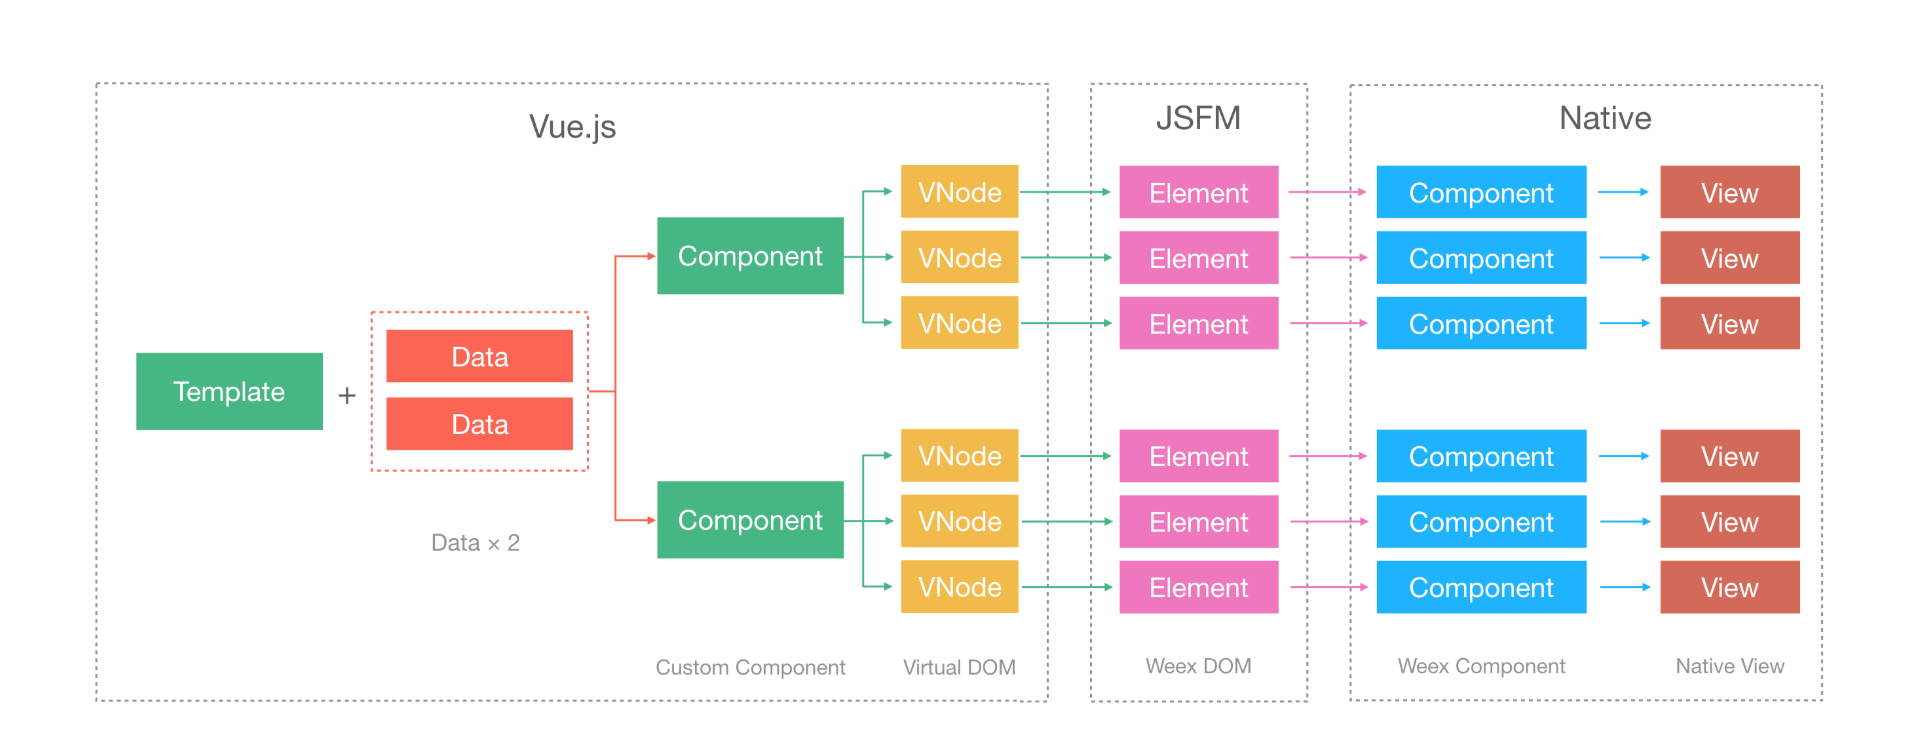 Vue.js
JSFM
Native
VNode
Element
Component
View
Component
VNode
Element
Component
View
VNode
Element
Component
View
Data
Template
+
Data
VNode
Element
Component
View
Component
VNode
Element
Component
View
Data × 2
VNode
Element
Component
View
Custom Component
Virtual DOM
Weex DOM
Weex Component
Native View